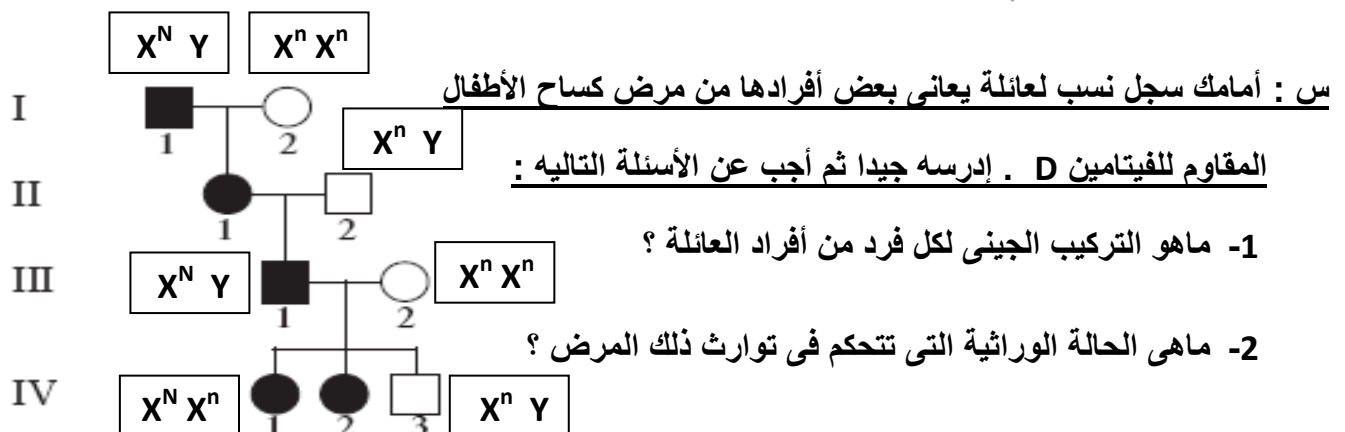 X^N Y
X^n X^n
س : أمامك سجل نسب لعائلة يعانى بعض أفرادها من مرض كساح الأطفال
I
1
2
X^n Y
المقاوم للفيتامين D . إدرسه جيدا ثم أجب عن الأسئلة التاليه :
II
1
2
1- ماهو التركيب الجينى لكل فرد من أفراد العائلة ؟
III
X^N Y
1
2
X^n X^n
2- ماهى الحالة الوراثية التى تتحكم فى توارث ذلك المرض ؟
IV
X^N X^n
1
2
3
X^n Y